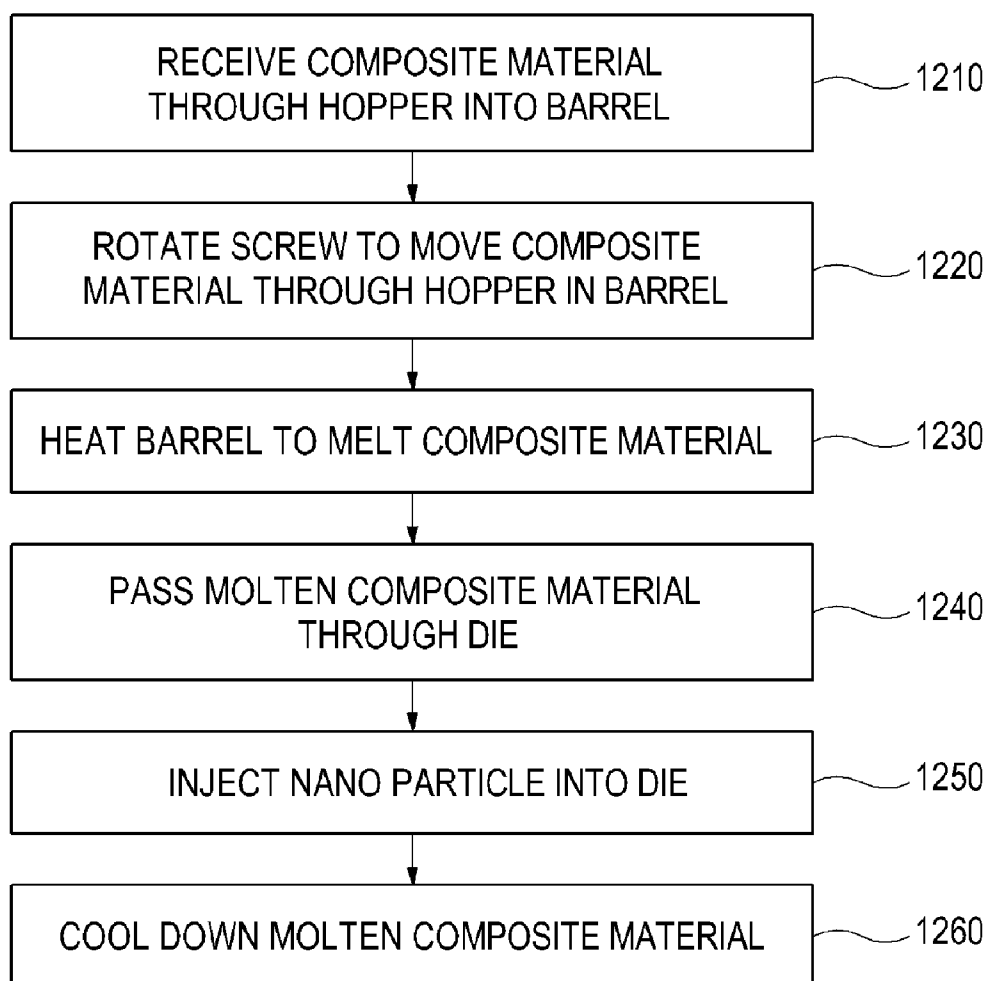 RECEIVE COMPOSITE MATERIAL
THROUGH HOPPER INTO BARREL
1210
ROTATE SCREW TO MOVE COMPOSITE
MATERIAL THROUGH HOPPER IN BARREL
1220
HEAT BARREL TO MELT COMPOSITE MATERIAL
1230
PASS MOLTEN COMPOSITE MATERIAL
THROUGH DIE
1240
INJECT NANO PARTICLE INTO DIE
1250
COOL DOWN MOLTEN COMPOSITE MATERIAL
1260